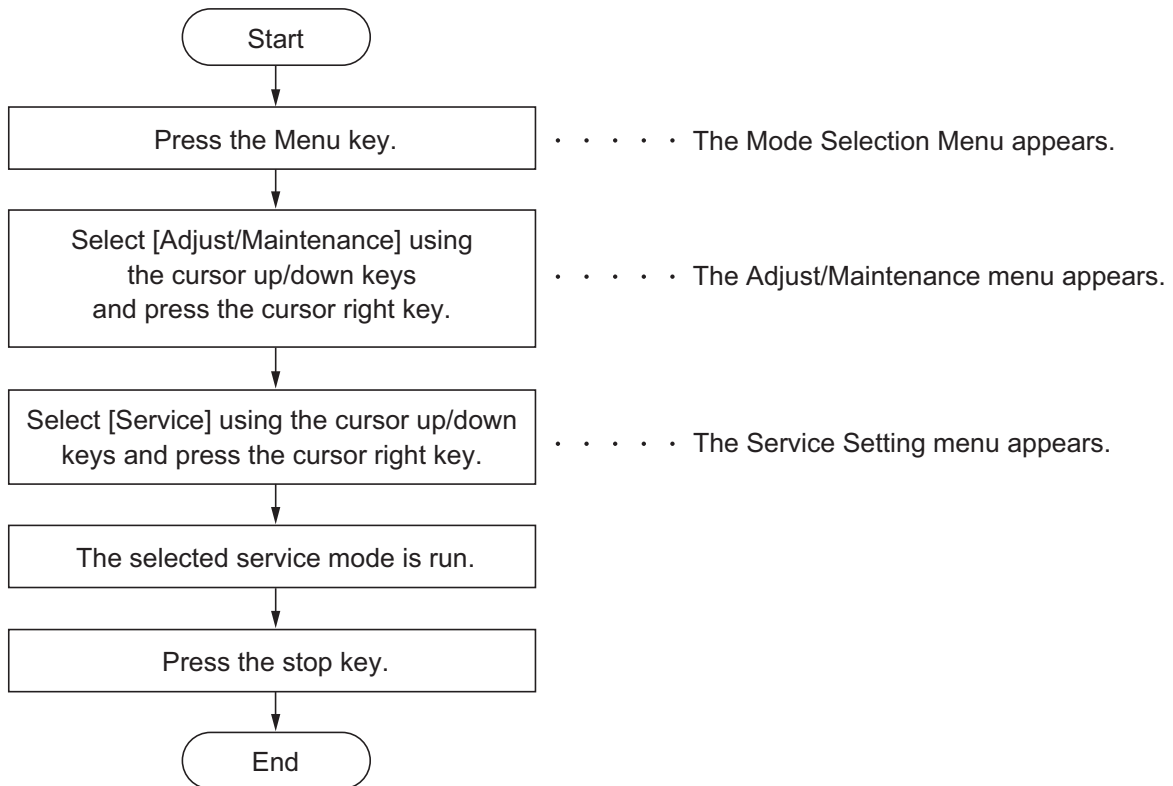 Start
Press the Menu key.
· · · · · The Mode Selection Menu appears.
Select [Adjust/Maintenance] using
the cursor up/down keys
and press the cursor right key.
· · · · · The Adjust/Maintenance menu appears.
Select [Service] using the cursor up/down
keys and press the cursor right key.
· · · · · The Service Setting menu appears.
The selected service mode is run.
Press the stop key.
End